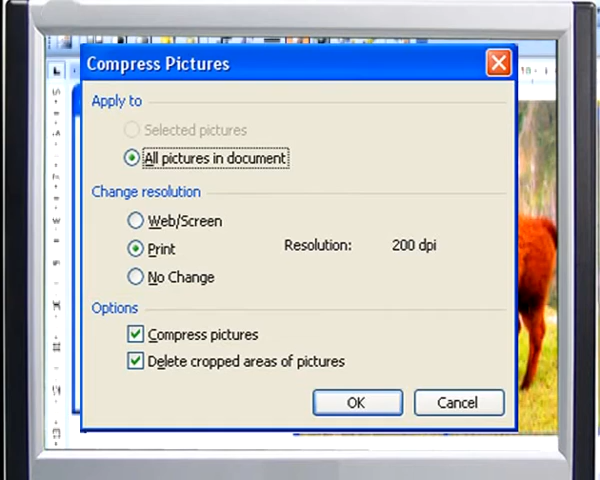 Compress Pictures
Apply to
Selected pictures
All pictures in document
Change resolution
Web/Screen
Print Resolution: 200 dpi
No Change
Options
Compress pictures
Delete cropped areas of pictures
OK Cancel